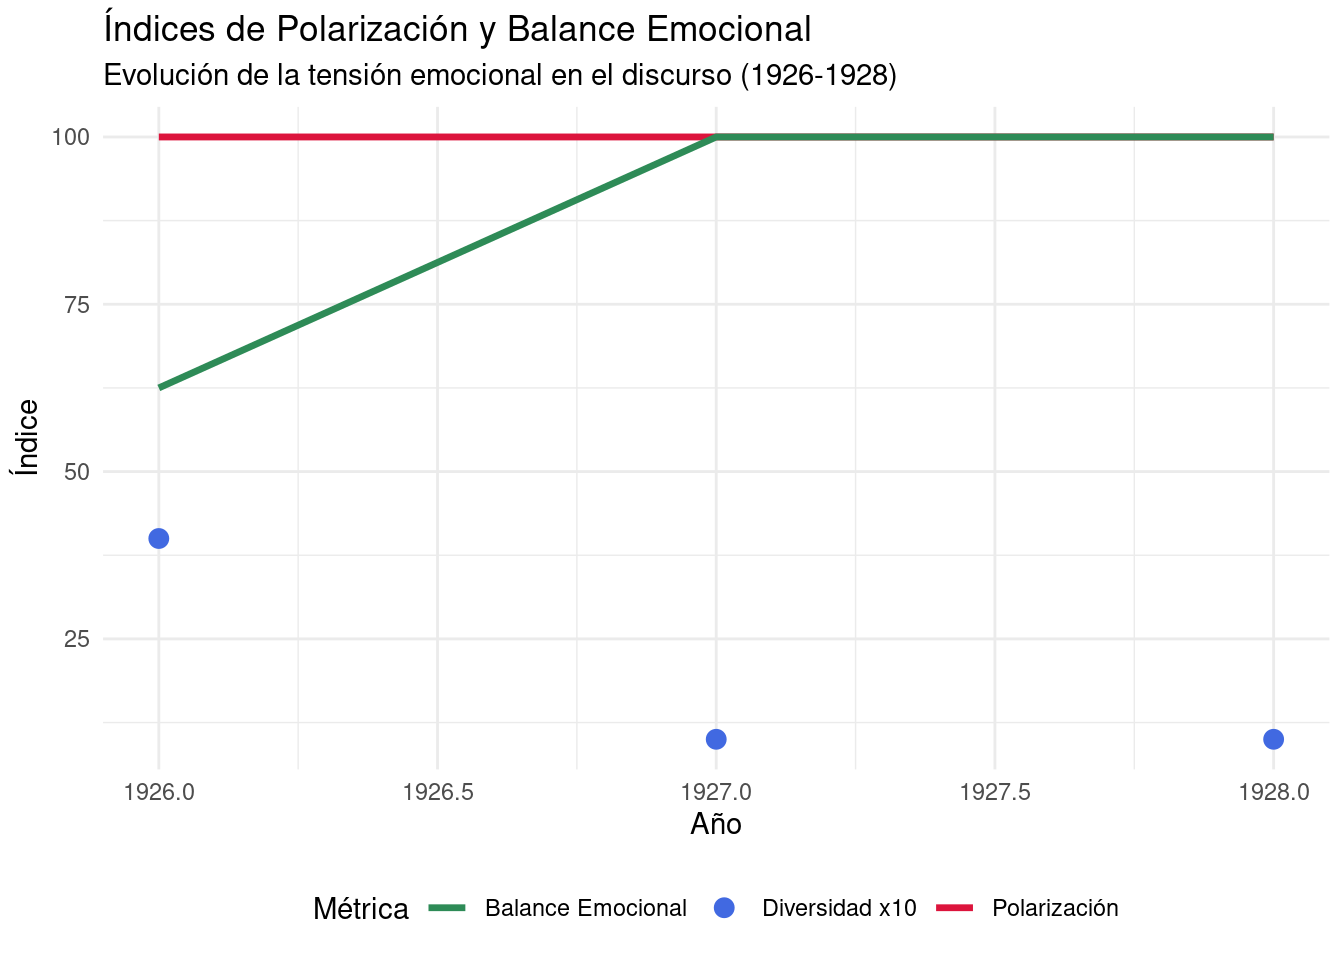 Índices de Polarización y Balance Emocional
Evolución de la tensión emocional en el discurso (1926-1928)
100
75
50
25
Índice
1926.0 1926.5 1927.0 1927.5 1928.0
Año
Métrica Balance Emocional Diversidad x10 Polarización